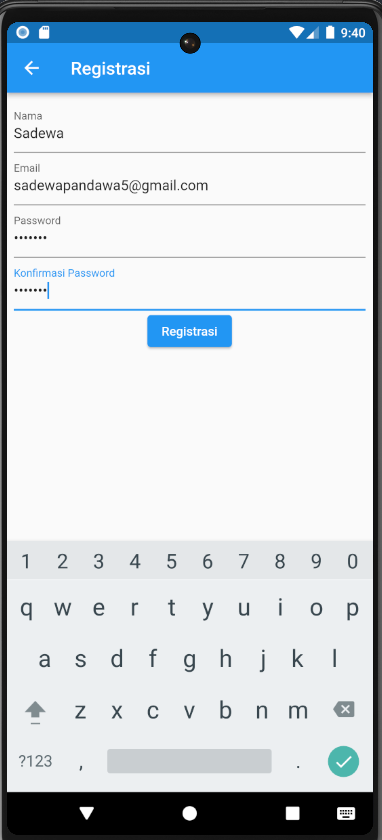 9:40
Registrasi
Nama
Sadewa
Email
sadewapandawa5@gmail.com
Password
•••••••
Konfirmasi Password
•••••••
Registrasi
1 2 3 4 5 6 7 8 9 0
q w e r t y u i o p
a s d f g h j k l
z x c v b n m
?123 , .